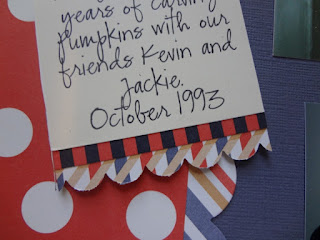 years of carving
pumpkins with our
friends Kevin and
Jackie.
October 1993